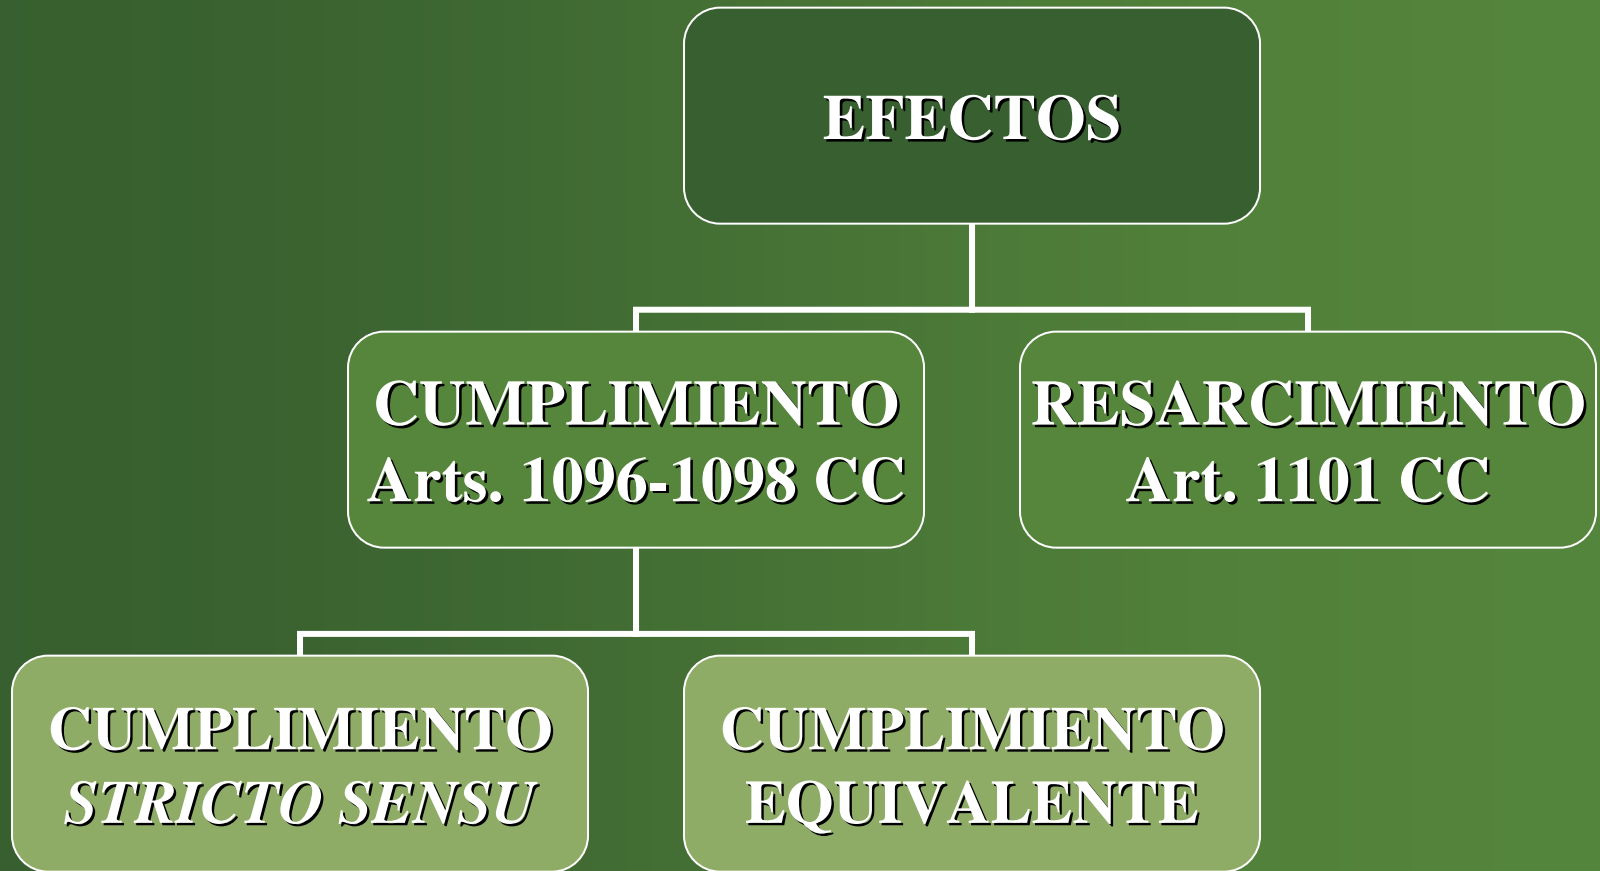 EFECTOS
CUMPLIMIENTO
Arts. 1096-1098 CC
RESARCIMIENTO
Art. 1101 CC
CUMPLIMIENTO
STRICTO SENSU
CUMPLIMIENTO
EQUIVALENTE